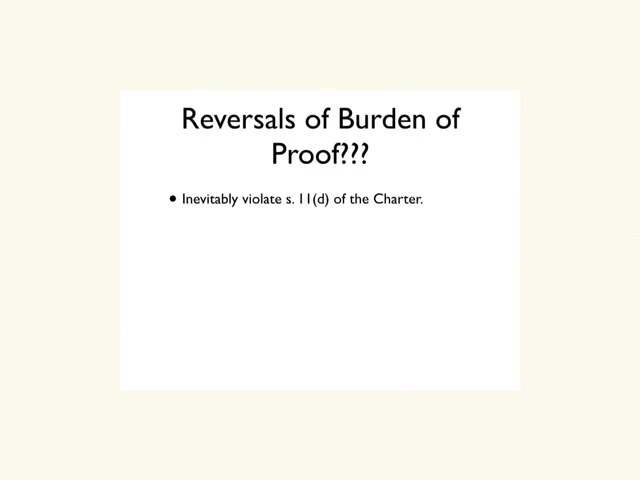 Reversals of Burden of
Proof???
• Inevitably violate s. 11(d) of the Charter.